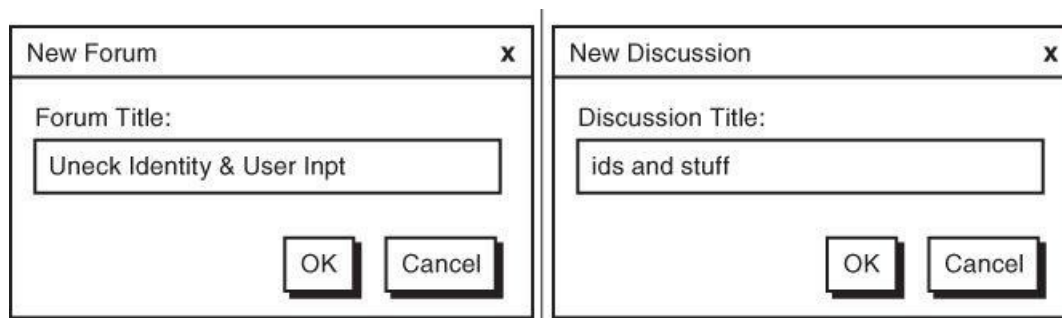 New Forum x
Forum Title:
Uneck Identity & User Inpt
OK Cancel
New Discussion x
Discussion Title:
ids and stuff
OK Cancel